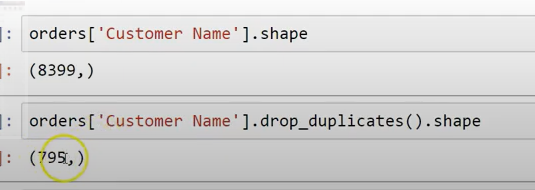 ]: orders['Customer Name'].shape
]: (8399,)
]: orders['Customer Name'].drop_duplicates().shape
]: (795,)